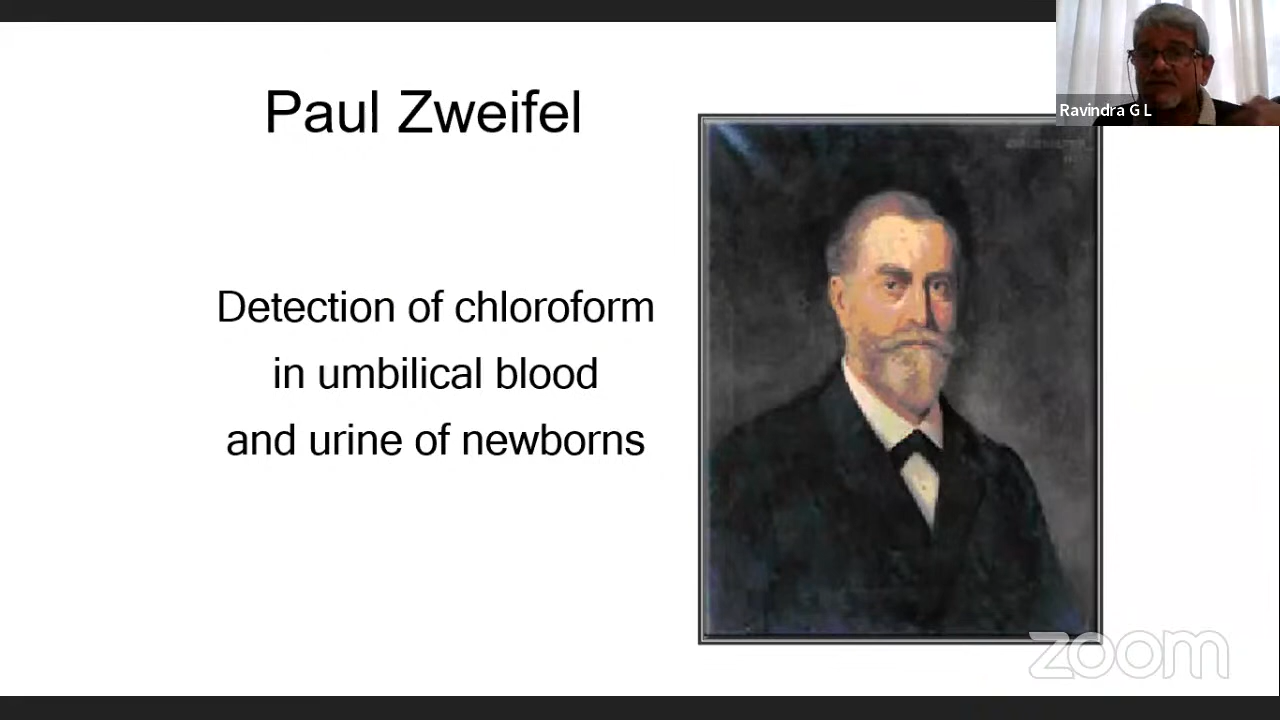 Paul Zweifel
Ravindra G L
Detection of chloroform
in umbilical blood
and urine of newborns
zoom